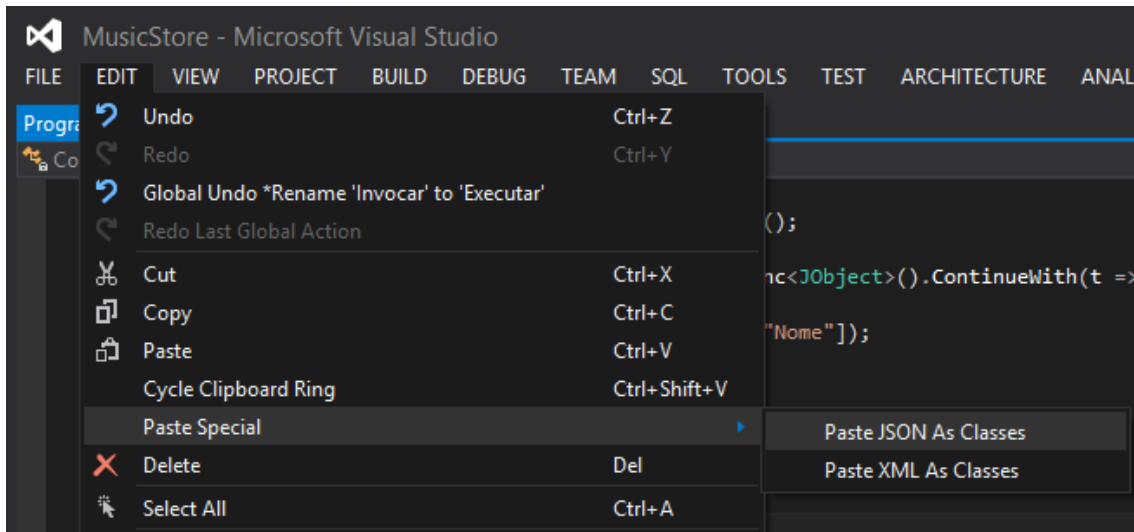 MusicStore - Microsoft Visual Studio
FILE EDIT VIEW PROJECT BUILD DEBUG TEAM SQL TOOLS TEST ARCHITECTURE ANAL
Progra
Co
Undo Ctrl+Z
Redo Ctrl+Y
Global Undo *Rename 'Invocar' to 'Executar'
Redo Last Global Action
();
Cut Ctrl+X
nc<JObject>().ContinueWith(t =>
Copy Ctrl+C
"Nome"]);
Paste Ctrl+V
Cycle Clipboard Ring Ctrl+Shift+V
Paste Special
Paste JSON As Classes
Delete Del
Paste XML As Classes
Select All Ctrl+A